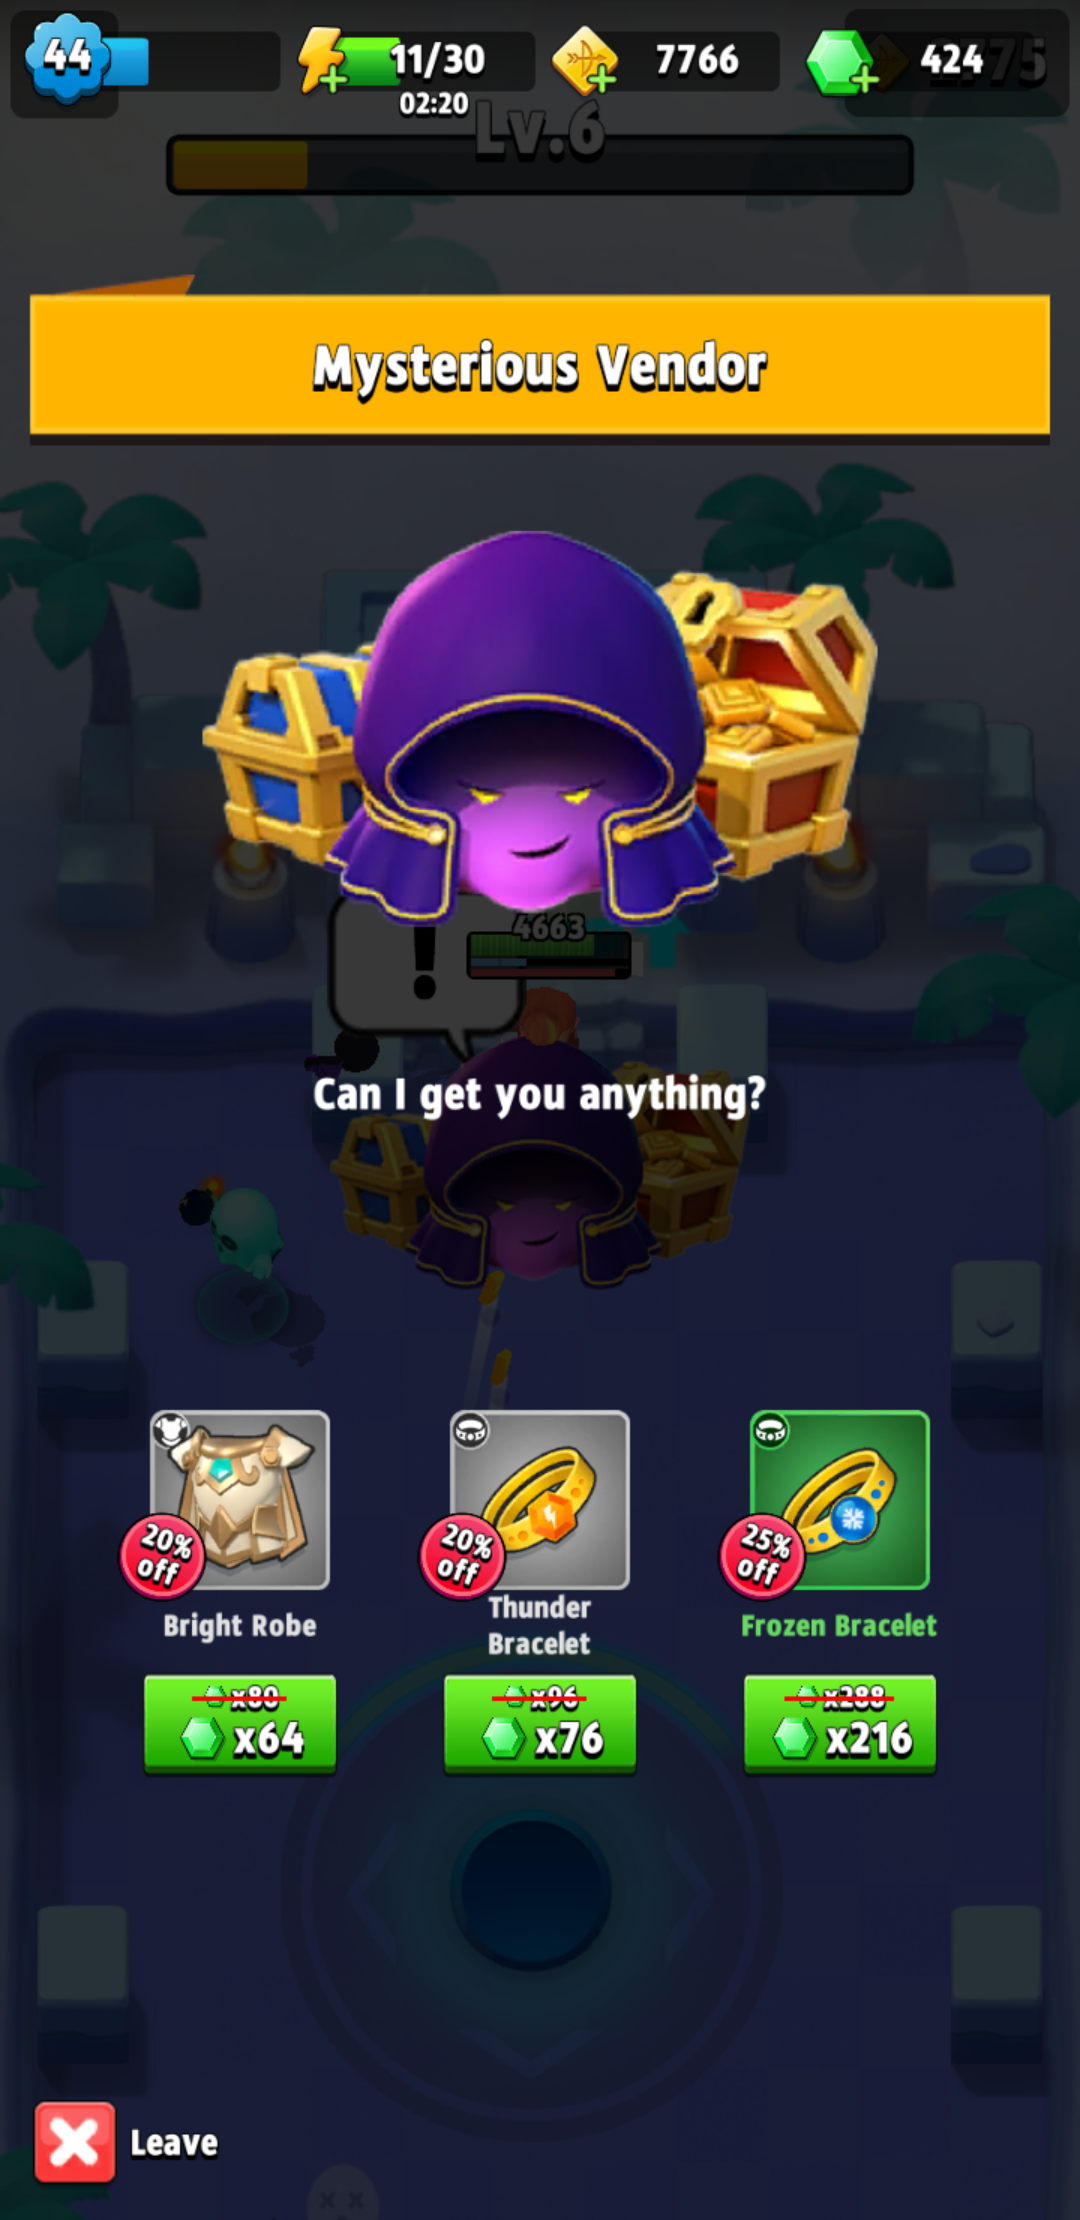 44
11/30
7766
424
02:20
Lv.6
Mysterious Vendor
4663
!
Can I get you anything?
20% off
20% off
25% off
Bright Robe
Thunder Bracelet
Frozen Bracelet
x80
x64
x96
x76
x288
x216
Leave